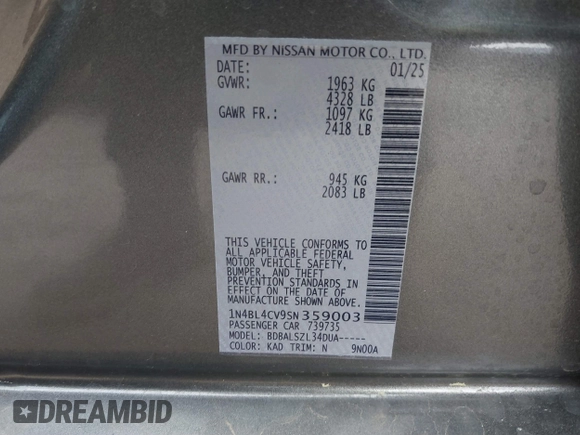 MFD BY NISSAN MOTOR CO., LTD.
DATE: 01/25
GVWR: 1963 KG
4328 LB
GAWR FR.: 1097 KG
2418 LB
GAWR RR.: 945 KG
2083 LB
THIS VEHICLE CONFORMS TO
ALL APPLICABLE FEDERAL
MOTOR VEHICLE SAFETY,
BUMPER, AND THEFT
PREVENTION STANDARDS IN
EFFECT ON THE DATE OF
MANUFACTURE SHOWN ABOVE.
1N4BL4CV9SN359003
PASSENGER CAR 739735
MODEL: BDBALSZL34DUA-----
COLOR: KAD TRIM: N 9N00A
DREAMBID